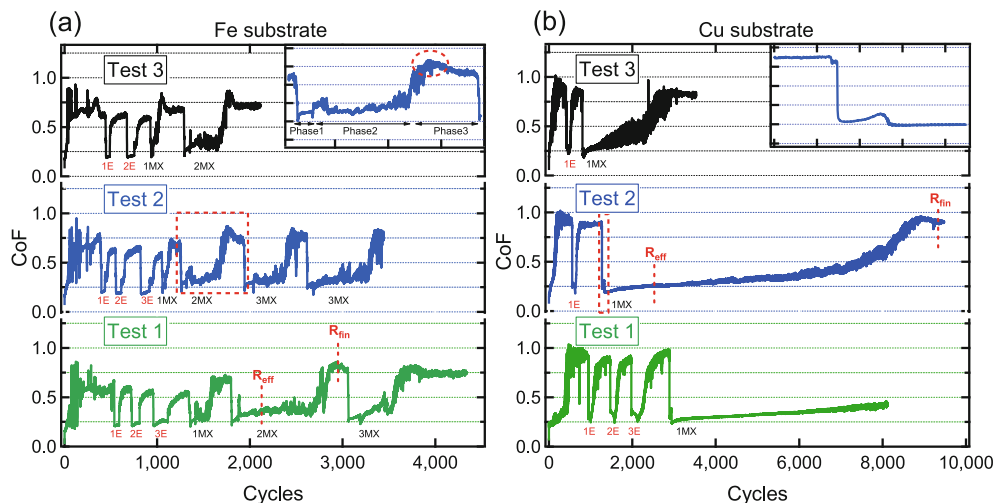 (a)
Fe substrate
Test 3
1.0
0.5
0.0
1E 2E 1MX 2MX
Phase1 Phase2 Phase3
Test 2
1.0
0.5
0.0
1E 2E 3E 1MX 2MX 3MX 3MX
CoF
Test 1
1.0
0.5
0.0
Reff
Rfin
1E 2E 3E 1MX 2MX 3MX
0 1,000 2,000 3,000 4,000
Cycles
(b)
Cu substrate
Test 3
1.0
0.5
0.0
1E 1MX
Test 2
1.0
0.5
0.0
Reff
Rfin
1E 1MX
CoF
Test 1
1.0
0.5
0.0
1E 2E 3E 1MX
0 2,000 4,000 6,000 8,000 10,000
Cycles